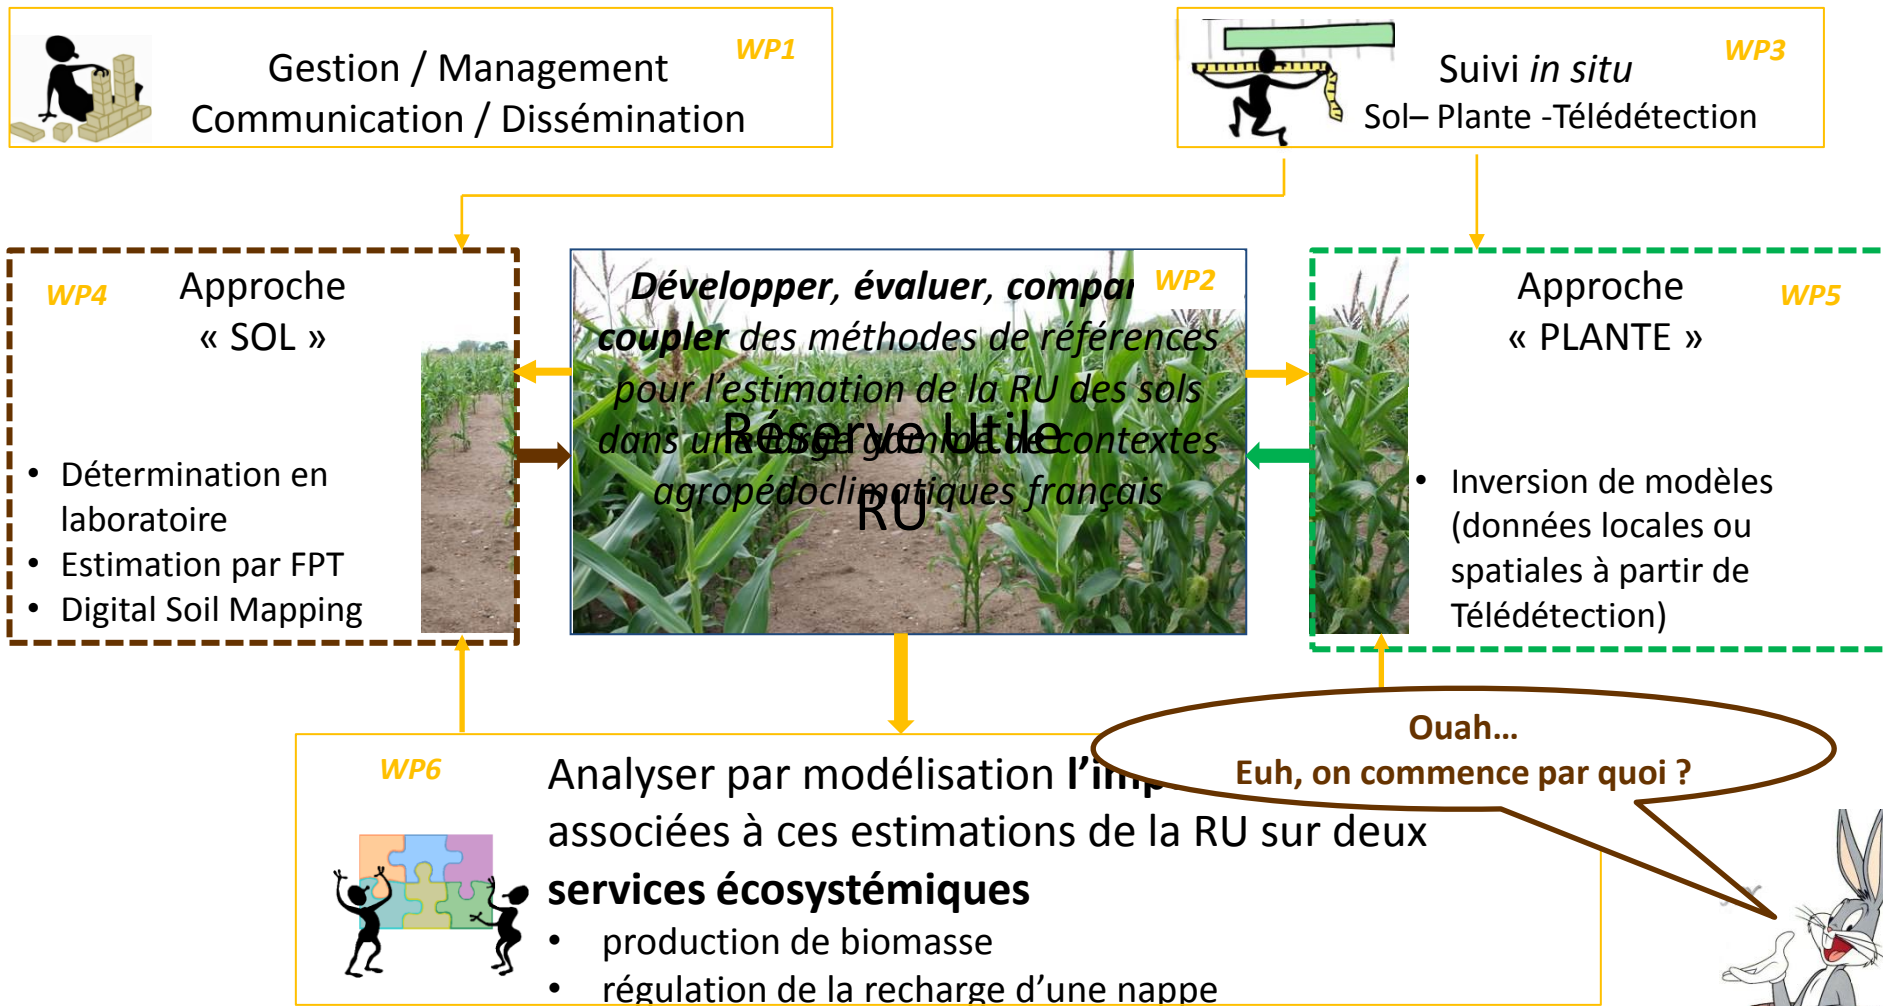 WP1
Gestion / Management
Communication / Dissémination
WP3
Suivi in situ
Sol– Plante -Télédétection
WP4
Approche
« SOL »
• Détermination en
laboratoire
• Estimation par FPT
• Digital Soil Mapping
WP2
Développer, évaluer,
coupler des méthodes de références
pour l’estimation de la RU des sols
dans une large gamme de contextes
agropédoclimatiques français
Réserve Utile
RU
WP5
Approche
« PLANTE »
• Inversion de modèles
(données locales ou
spatiales à partir de
Télédétection)
WP6
Analyser par modélisation
associées à ces estimations de la RU sur deux
services écosystémiques
• production de biomasse
• régulation de la recharge d’une nappe
Ouah…
Euh, on commence par quoi ?